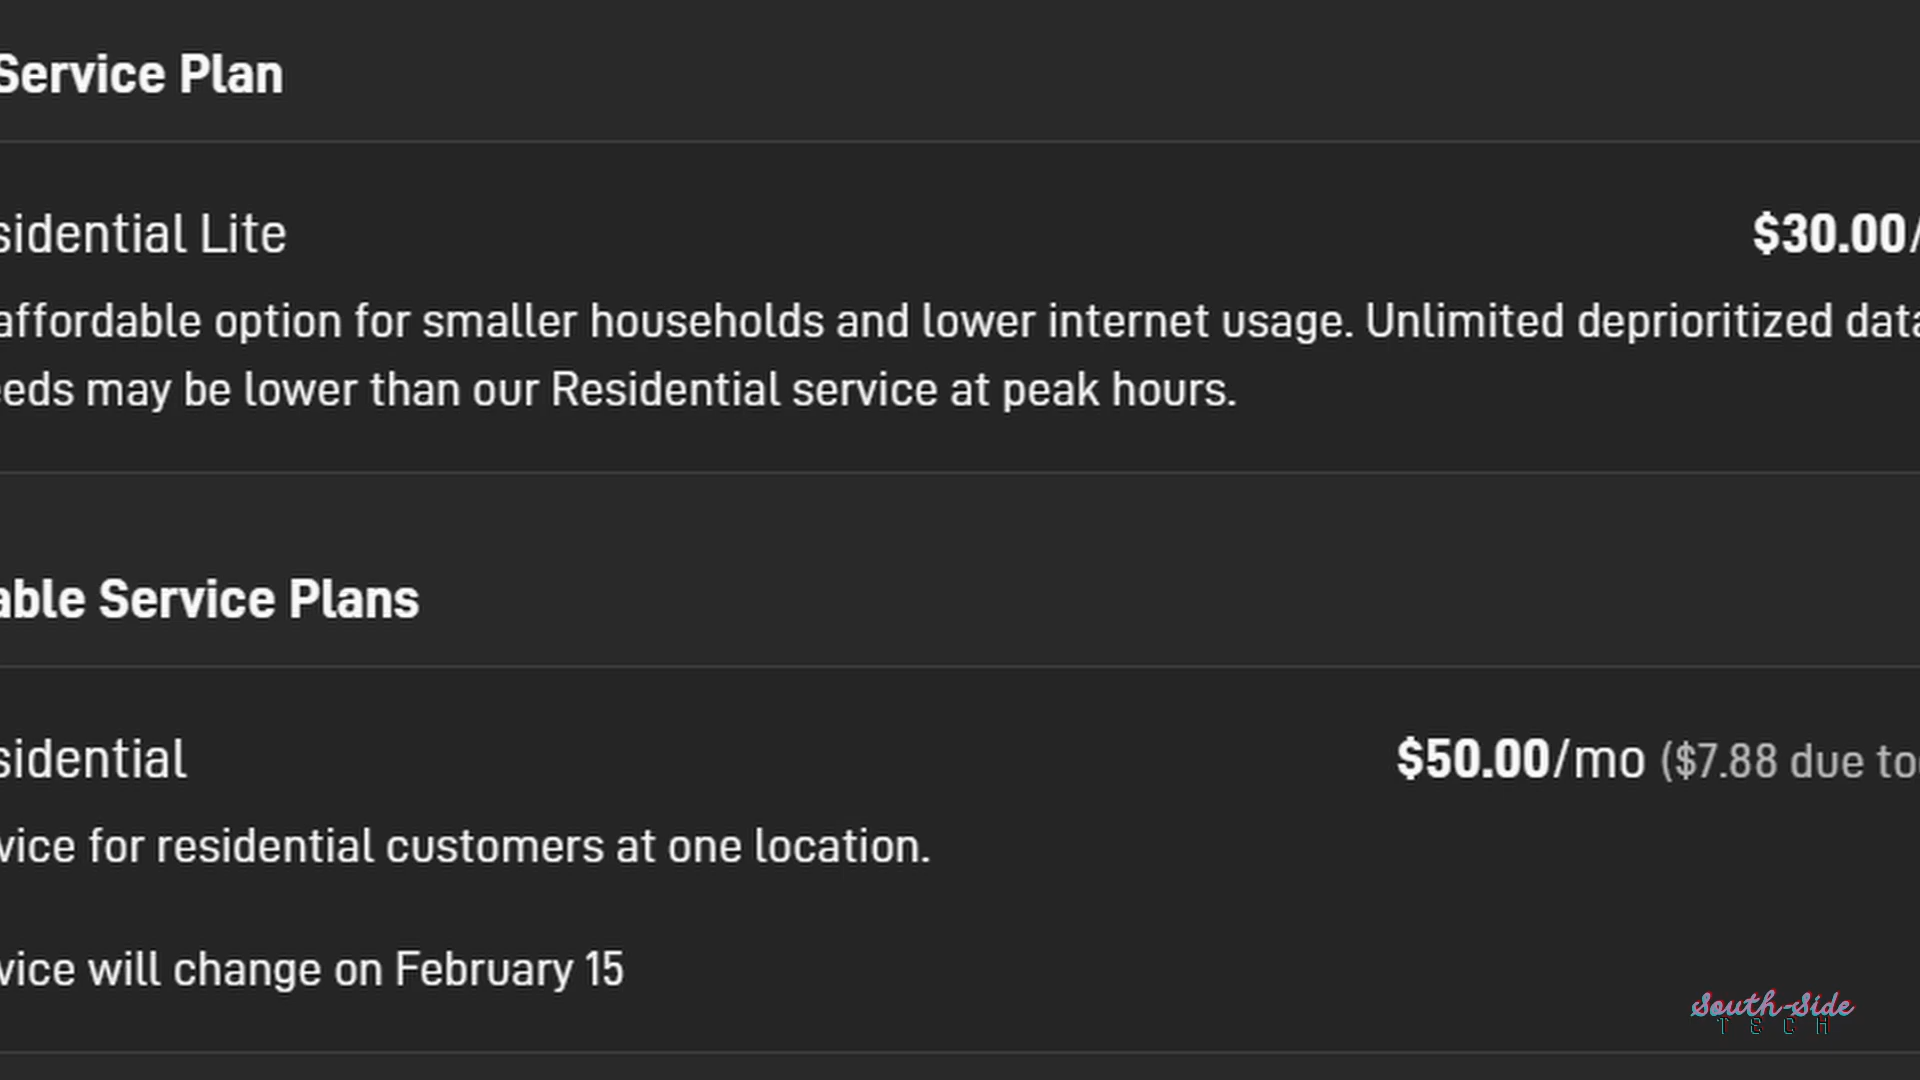 Service Plan
sidential Lite
$30.00/
affordable option for smaller households and lower internet usage. Unlimited deprioritized data
eeds may be lower than our Residential service at peak hours.
able Service Plans
sidential
$50.00/mo ($7.88 due to
vice for residential customers at one location.
vice will change on February 15
South-Side
TECH